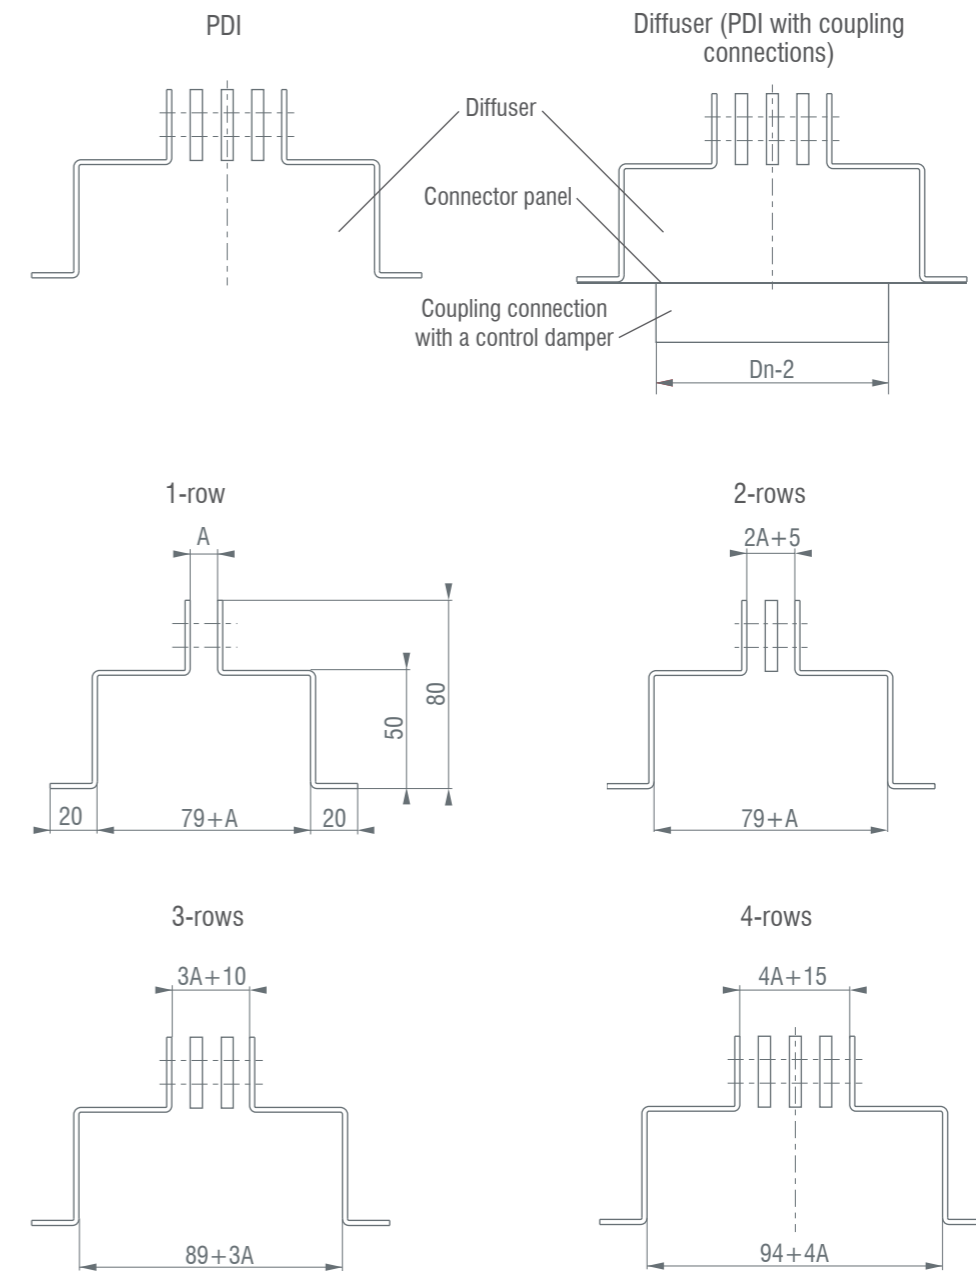 PDI
Diffuser (PDI with coupling
connections)
Diffuser
Connector panel
Coupling connection
with a control damper
Dn-2
1-row
2-rows
A
2A+5
80
50
20
79+A
20
79+A
3-rows
4-rows
3A+10
4A+15
89+3A
94+4A